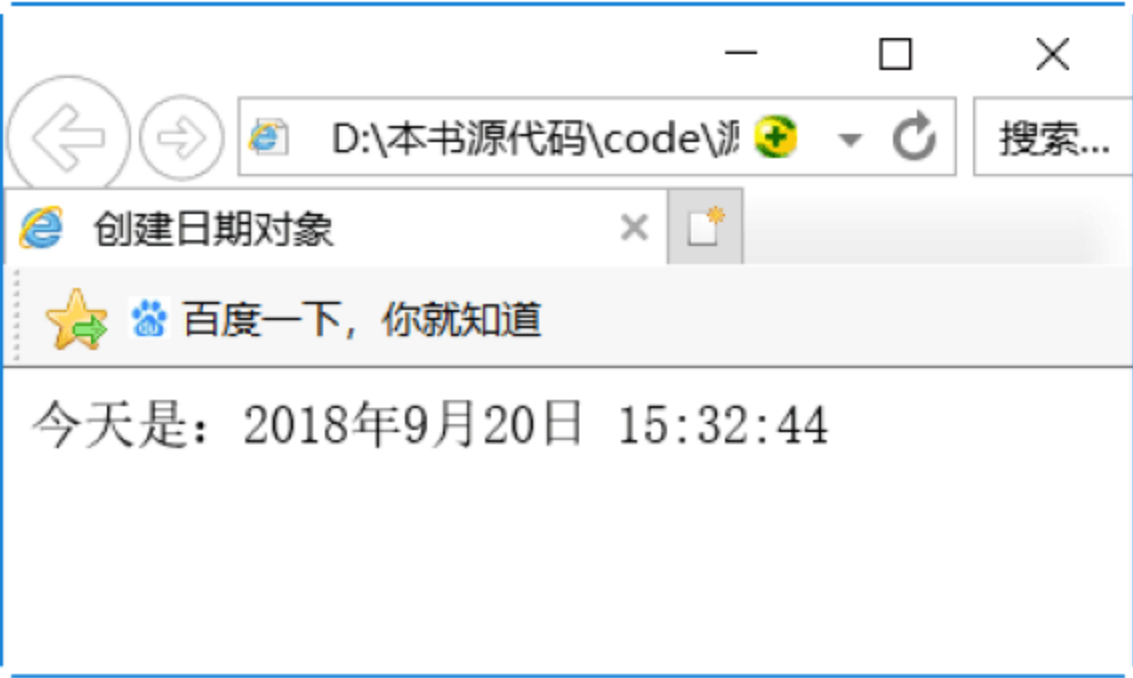 D:\本书源代码\code\源
搜索...
创建日期对象
百度一下，你就知道
今天是：2018年9月20日 15:32:44